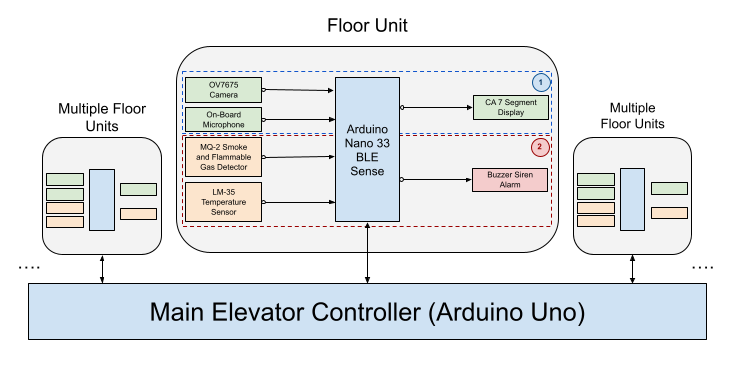 Floor Unit
Multiple Floor
Units
OV7675
Camera
On-Board
Microphone
MQ-2 Smoke
and Flammable
Gas Detector
LM-35
Temperature
Sensor
Arduino
Nano 33
BLE
Sense
1
CA 7 Segment
Display
2
Buzzer Siren
Alarm
Multiple
Floor Units
....
....
Main Elevator Controller (Arduino Uno)